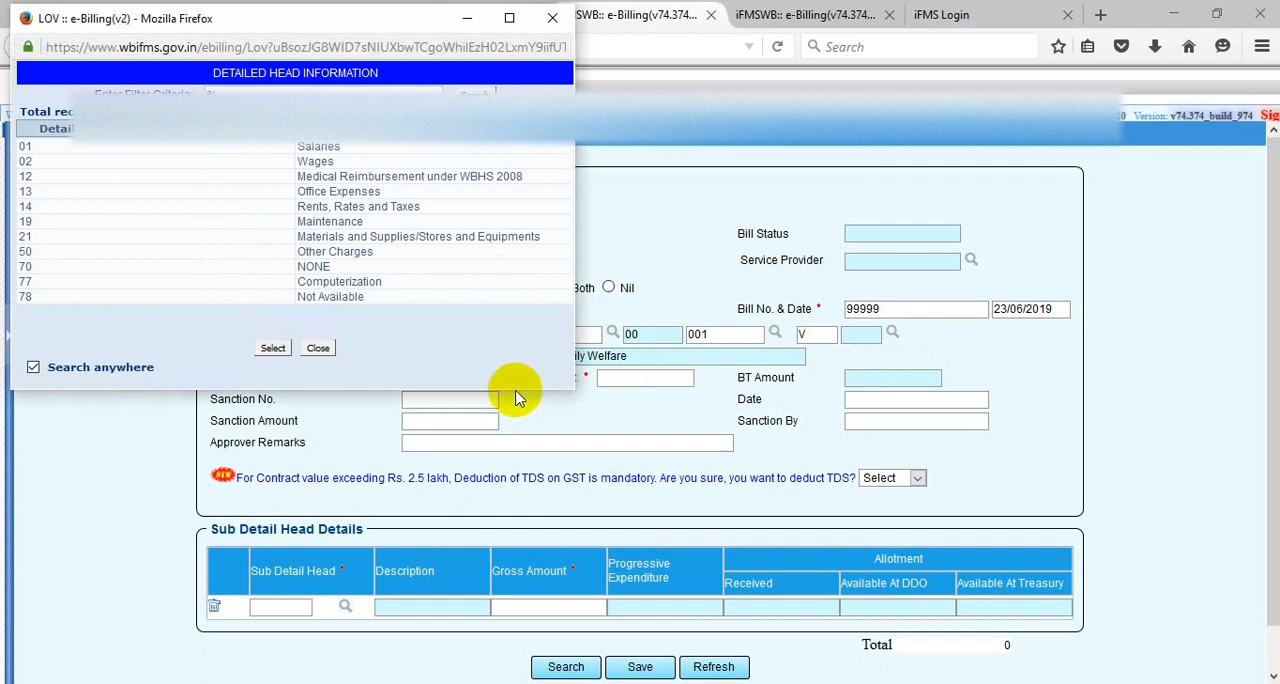 LOV :: e-Billing(v2) - Mozilla Firefox
https://www.wbifms.gov.in/ebilling/Lov?uBsozJG8WID7sNIUXbwTCgoWhilEzH02LxmY9iifU1
DETAILED HEAD INFORMATION
Enter Filter Criteria: %
Total rec
Detail
01 Salaries
02 Wages
12 Medical Reimbursement under WBHS 2008
13 Office Expenses
14 Rents, Rates and Taxes
19 Maintenance
21 Materials and Supplies/Stores and Equipments
50 Other Charges
70 NONE
77 Computerization
78 Not Available
Select Close
Search anywhere
SWB:: e-Billing(v74.374... iFMSWB:: e-Billing(v74.374... iFMS Login
Search
Version: v74.374_build_974 Sig
Bill Status
Service Provider
Both Nil
Bill No. & Date * 99999 23/06/2019
00 001 V
ily Welfare
* BT Amount
Sanction No. Date
Sanction Amount Sanction By
Approver Remarks
NEW For Contract value exceeding Rs. 2.5 lakh, Deduction of TDS on GST is mandatory. Are you sure, you want to deduct TDS? Select
Sub Detail Head Details
Sub Detail Head * Description Gross Amount * Progressive Expenditure Allotment
Received Available At DDO Available At Treasury
Total 0
Search Save Refresh